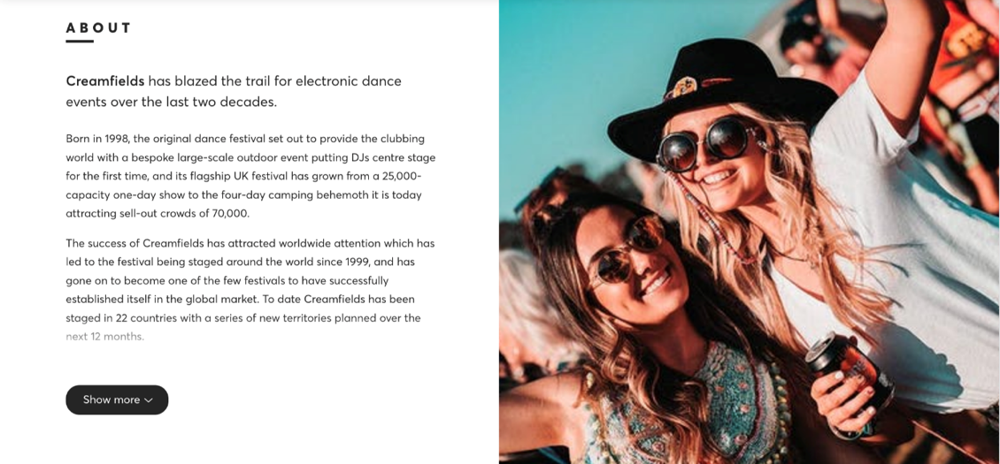 ABOUT
Creamfields has blazed the trail for electronic dance
events over the last two decades.
Born in 1998, the original dance festival set out to provide the clubbing
world with a bespoke large-scale outdoor event putting DJs centre stage
for the first time, and its flagship UK festival has grown from a 25,000-
capacity one-day show to the four-day camping behemoth it is today
attracting sell-out crowds of 70,000.
The success of Creamfields has attracted worldwide attention which has
led to the festival being staged around the world since 1999, and has
gone on to become one of the few festivals to have successfully
established itself in the global market. To date Creamfields has been
staged in 22 countries with a series of new territories planned over the
next 12 months.
Show more